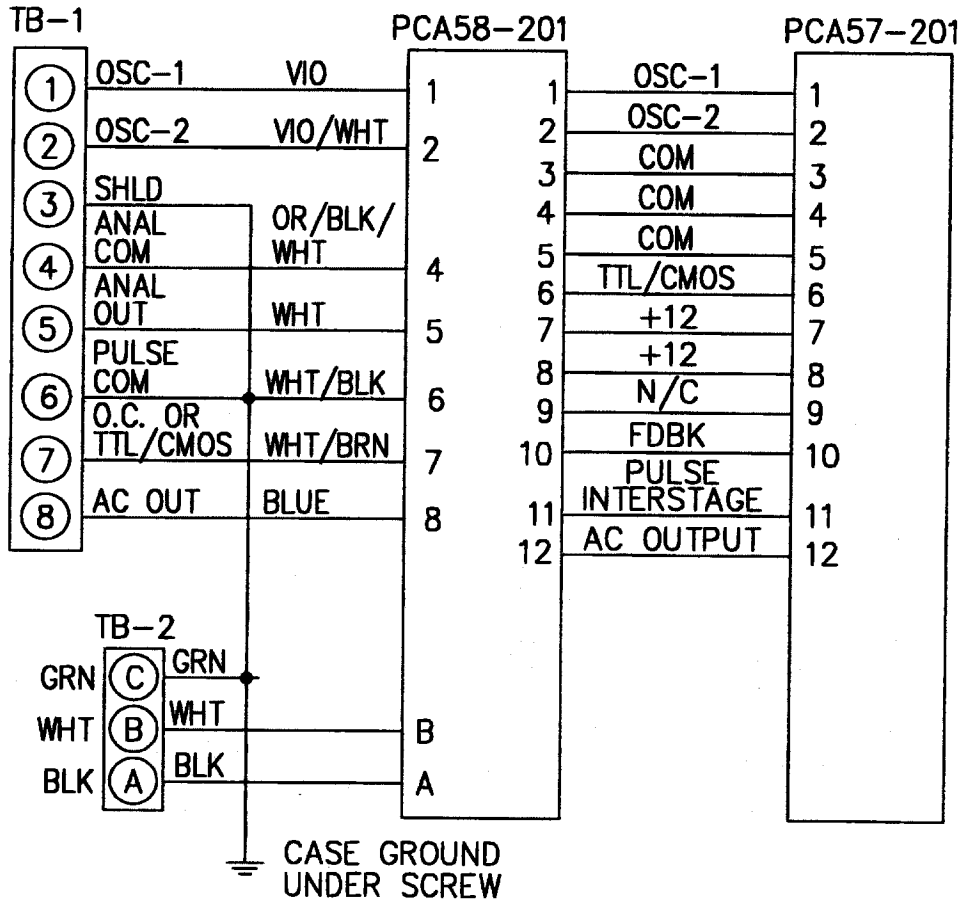 TB-1
PCA58-201
PCA57-201
1 OSC-1 VIO 1
2 OSC-2 VIO/WHT 2
3 SHLD
4 ANAL COM OR/BLK/WHT 4
5 ANAL OUT WHT 5
6 PULSE COM WHT/BLK 6
7 O.C. OR TTL/CMOS WHT/BRN 7
8 AC OUT BLUE 8
1 OSC-1 1
2 OSC-2 2
3 COM 3
4 COM 4
5 COM 5
6 TTL/CMOS 6
7 +12 7
8 +12 8
9 N/C 9
10 FDBK 10
11 PULSE INTERSTAGE 11
12 AC OUTPUT 12
TB-2
GRN C GRN
WHT B WHT B
BLK A BLK A
CASE GROUND
UNDER SCREW